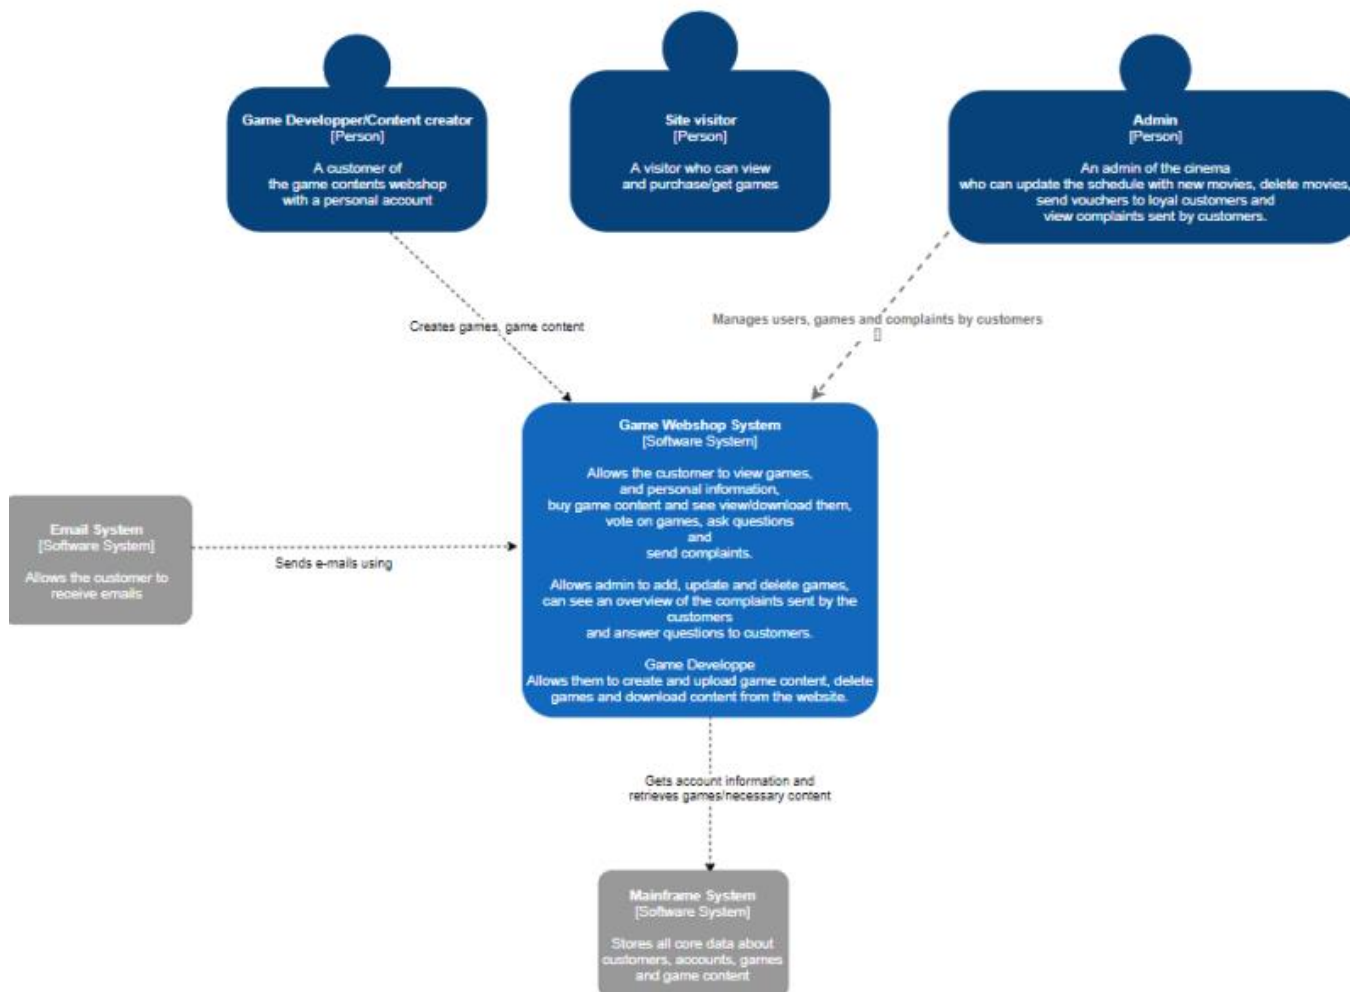 Game Developper/Content creator
[Person]
A customer of
the game contents webshop
with a personal account
Site visitor
[Person]
A visitor who can view
and purchase/get games
Admin
[Person]
An admin of the cinema
who can update the schedule with new movies, delete movies,
send vouchers to loyal customers and
view complaints sent by customers.
Creates games, game content
Manages users, games and complaints by customers
Game Webshop System
[Software System]
Allows the customer to view games,
and personal information,
buy game content and see view/download them,
vote on games, ask questions
and
send complaints.
Allows admin to add, update and delete games,
can see an overview of the complaints sent by the
customers
and answer questions to customers.
Game Developpe
Allows them to create and upload game content, delete
games and download content from the website.
Email System
[Software System]
Allows the customer to
receive emails
Sends e-mails using
Gets account information and
retrieves games/necessary content
Mainframe System
[Software System]
Stores all core data about
customers, accounts, games
and game content